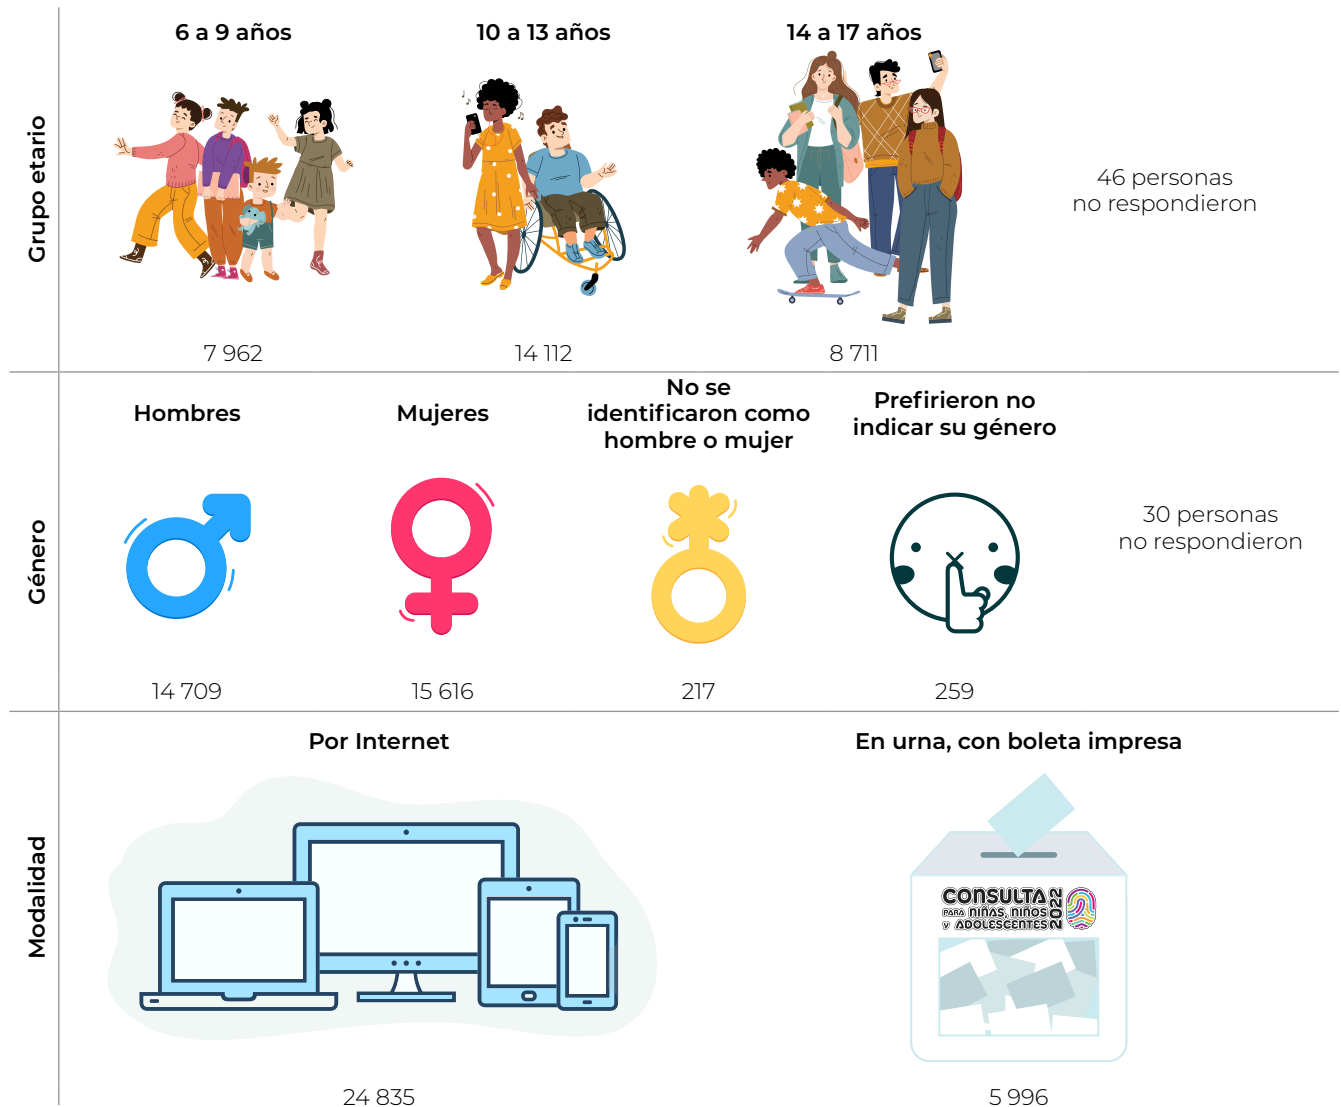 Grupo etario
6 a 9 años
10 a 13 años
14 a 17 años
46 personas
no respondieron
7 962
14 112
8 711
Género
Hombres
Mujeres
No se
identificaron como
hombre o mujer
Prefirieron no
indicar su género
30 personas
no respondieron
14 709
15 616
217
259
Modalidad
Por Internet
En urna, con boleta impresa
CONSULTA
PARA NIÑAS, NIÑOS
y ADOLESCENTES
2022
24 835
5 996